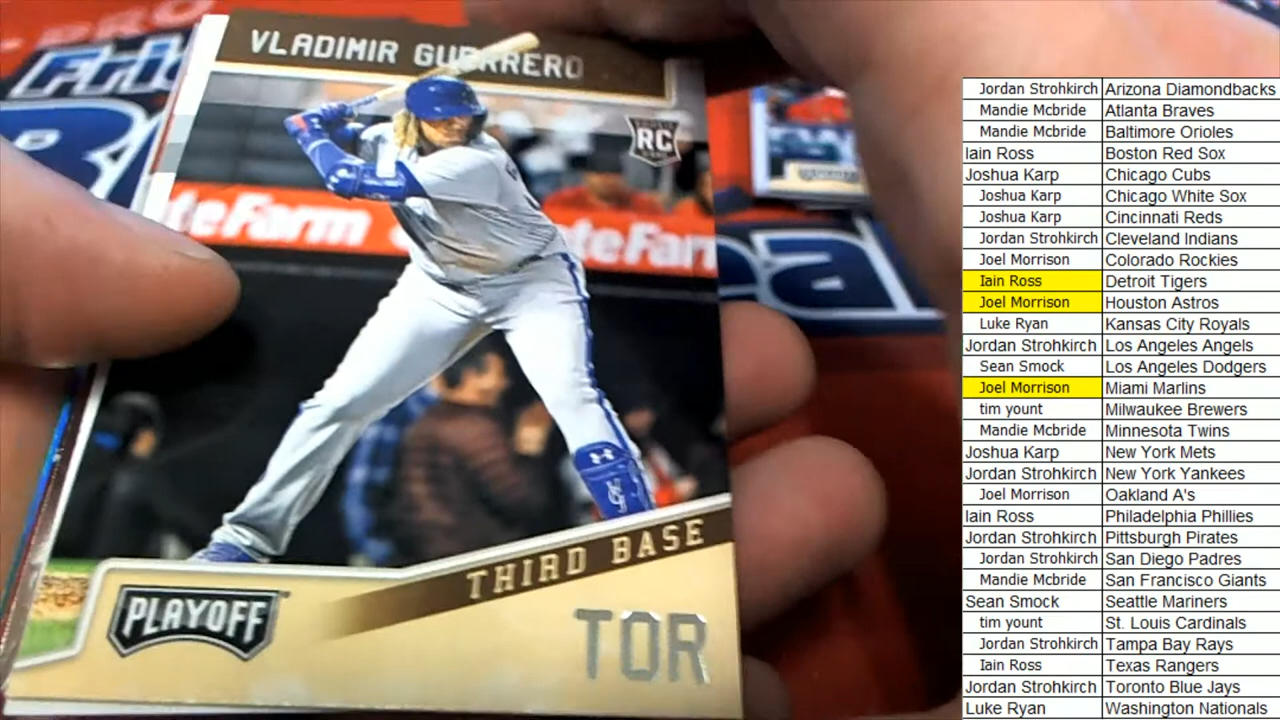 PRO
Fri
VLADIMIR GUERRERO
ROOKIE
RC
teFarm
teFarm
THIRD BASE
PLAYOFF
TOR
Jordan Strohkirch Arizona Diamondbacks
Mandie Mcbride Atlanta Braves
Mandie Mcbride Baltimore Orioles
Iain Ross Boston Red Sox
Joshua Karp Chicago Cubs
Joshua Karp Chicago White Sox
Joshua Karp Cincinnati Reds
Jordan Strohkirch Cleveland Indians
Joel Morrison Colorado Rockies
Iain Ross Detroit Tigers
Joel Morrison Houston Astros
Luke Ryan Kansas City Royals
Jordan Strohkirch Los Angeles Angels
Sean Smock Los Angeles Dodgers
Joel Morrison Miami Marlins
tim yount Milwaukee Brewers
Mandie Mcbride Minnesota Twins
Joshua Karp New York Mets
Jordan Strohkirch New York Yankees
Joel Morrison Oakland A's
Iain Ross Philadelphia Phillies
Jordan Strohkirch Pittsburgh Pirates
Jordan Strohkirch San Diego Padres
Mandie Mcbride San Francisco Giants
Sean Smock Seattle Mariners
tim yount St. Louis Cardinals
Jordan Strohkirch Tampa Bay Rays
Iain Ross Texas Rangers
Jordan Strohkirch Toronto Blue Jays
Luke Ryan Washington Nationals